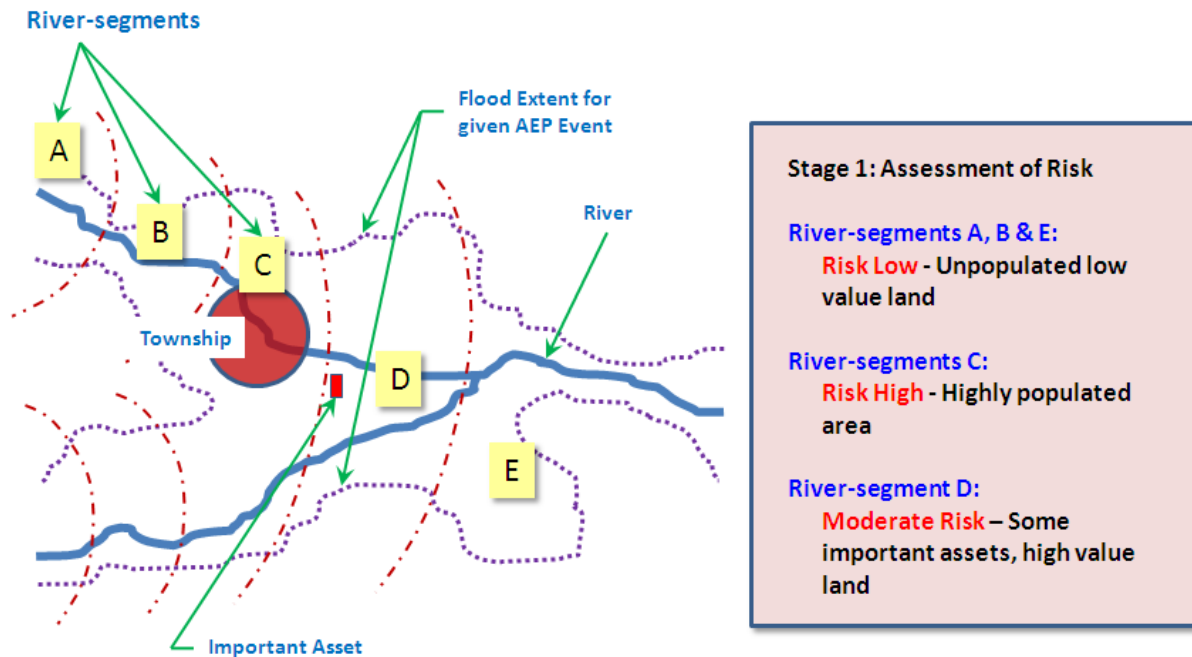 River-segments
Flood Extent for
given AEP Event
A
B
C
River
Township
D
E
Important Asset
Stage 1: Assessment of Risk
River-segments A, B & E:
Risk Low - Unpopulated low
value land
River-segments C:
Risk High - Highly populated
area
River-segment D:
Moderate Risk – Some
important assets, high value
land